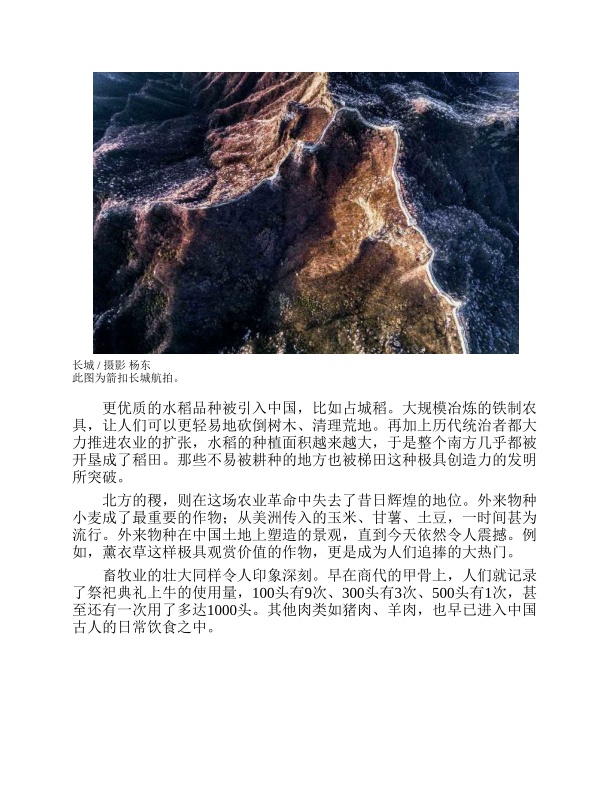 长城 / 摄影 杨东
此图为箭扣长城航拍。
更优质的水稻品种被引入中国，比如占城稻。大规模冶炼的铁制农
具，让人们可以更轻易地砍倒树木、清理荒地。再加上历代统治者都大
力推进农业的扩张，水稻的种植面积越来越大，于是整个南方几乎都被
开垦成了稻田。那些不易被耕种的地方也被梯田这种极具创造力的发明
所突破。
北方的稷，则在这场农业革命中失去了昔日辉煌的地位。外来物种
小麦成了最重要的作物；从美洲传入的玉米、甘薯、土豆，一时间甚为
流行。外来物种在中国土地上塑造的景观，直到今天依然令人震撼。例
如，薰衣草这样极具观赏价值的作物，更是成为人们追捧的大热门。
畜牧业的壮大同样令人印象深刻。早在商代的甲骨上，人们就记录
了祭祀典礼上牛的使用量，100头有9次、300头有3次、500头有1次，甚
至还有一次用了多达1000头。其他肉类如猪肉、羊肉，也早已进入中国
古人的日常饮食之中。